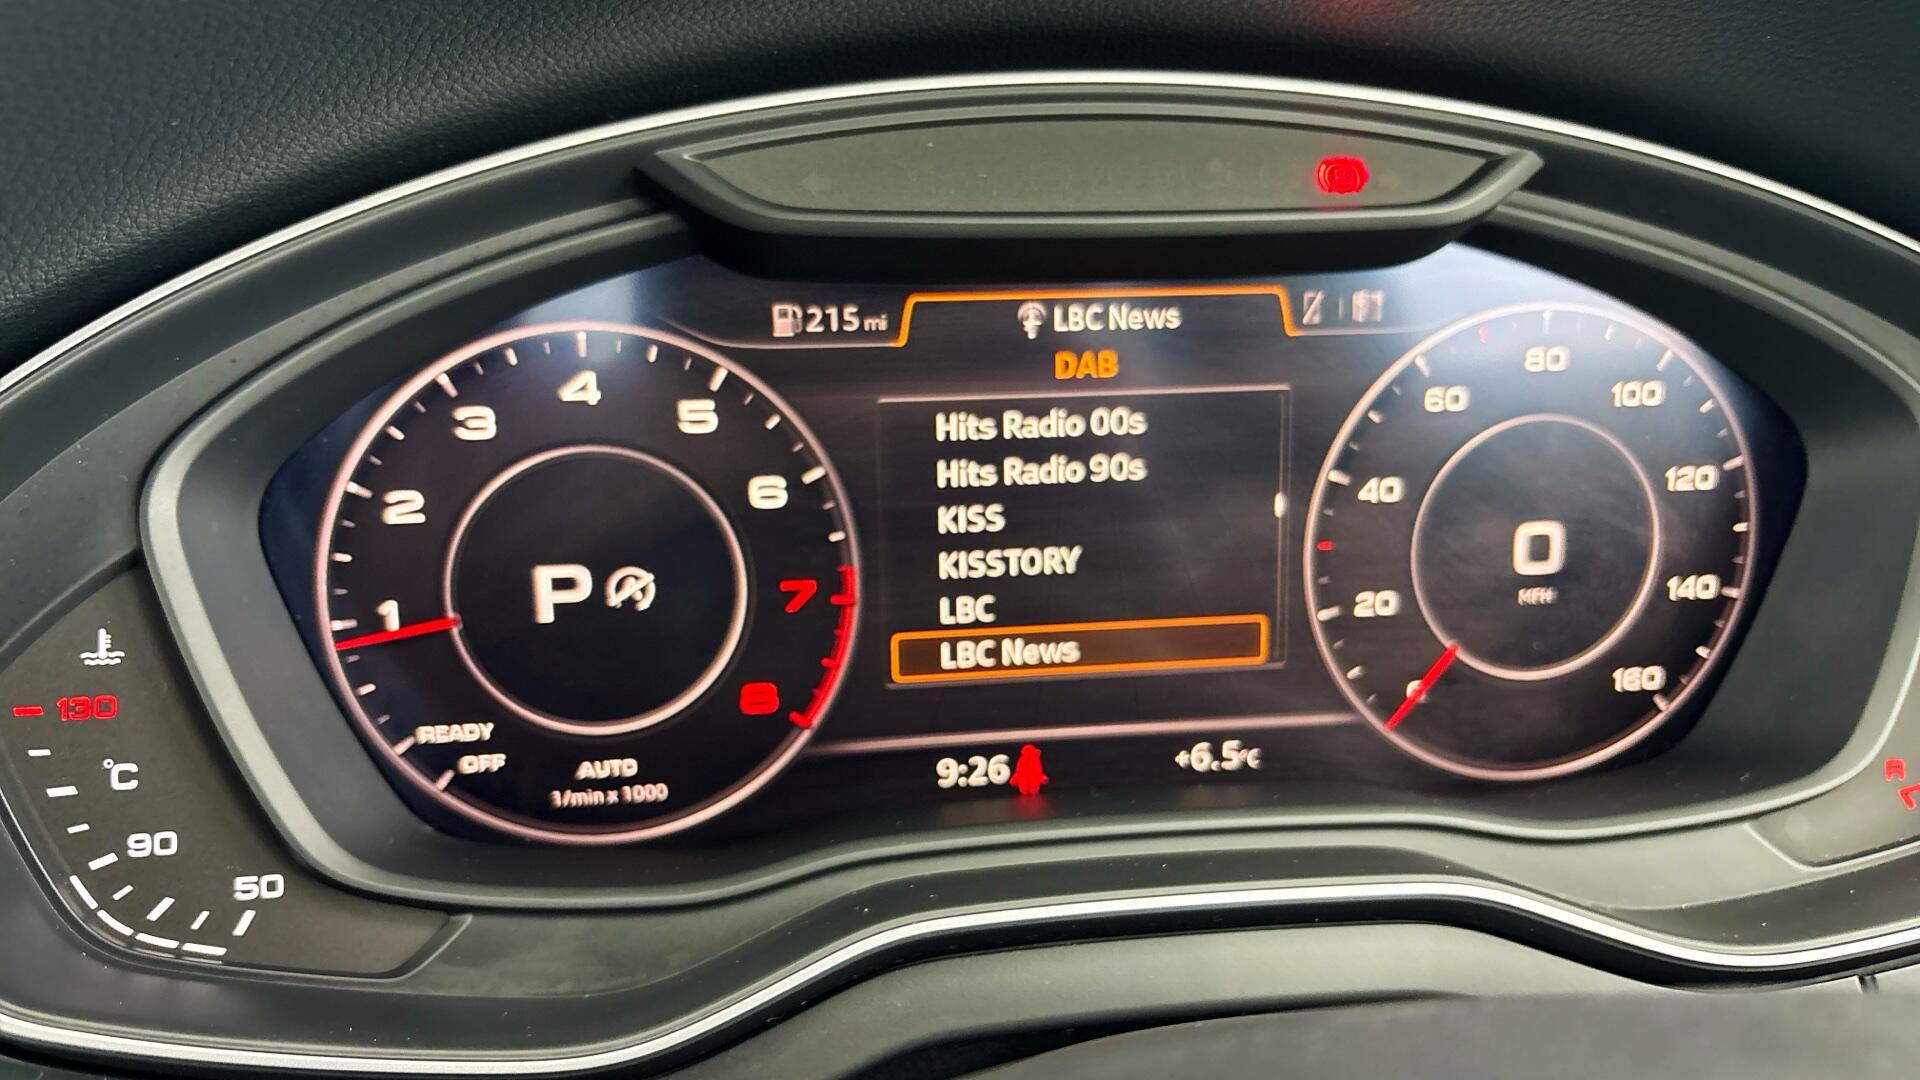 215 mi
LBC News
DAB
Hits Radio 00s
Hits Radio 90s
KISS
KISSTORY
LBC
LBC News
9:26
+6.5°C
1
2
3
4
5
6
7
8
P
READY
OFF
AUTO
1/min x 1000
20
40
60
80
100
120
140
160
0
MPH
130
°C
90
50